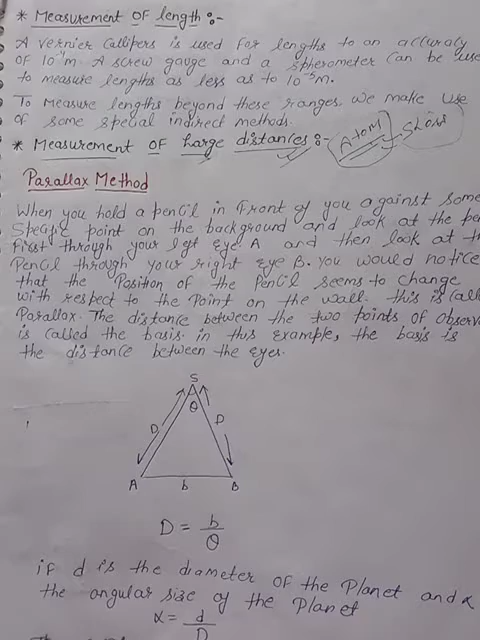 * Measurement of length :-
A vernier Callipers is used for lengths to an accuracy
of 10⁻⁴m. A screw gauge and a spherometer can be use
to measure lengths as less as to 10⁻⁵m.
To Measure lengths beyond these ranges, we make use
of some special indirect methods.
* Measurement of Large distances :-
Atom
Parallax Method
When you hold a pencil in front of you against some
Specific point on the background and look at the pen
first through your left Eye A and then look at th
Pencil through your right Eye B. you would notice
that the Position of the Pencil seems to change
with respect to the Point on the wall. this is call
Parallax. The distance between the two points of Observ
is called the basis. in this example, the basis is
the distance between the eyes.
S
θ
D D
A b B
D = b/θ
if d is the diameter of the Planet and α
the angular size of the Planet
α = d/D